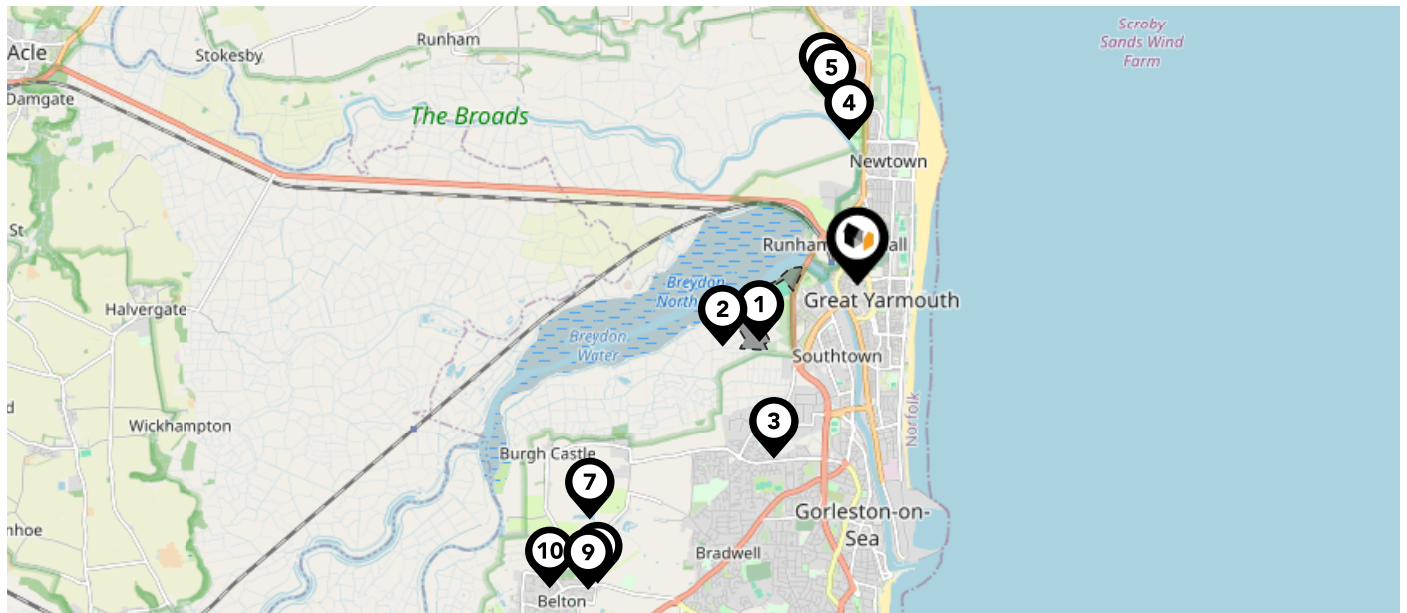 Scroby
Sands Wind
Farm
Acle
Stokesby
Runham
5
Damgate
The Broads
4
Newtown
St
Runham
all
Breydon
North
Great Yarmouth
Halvergate
2
1
Breydon
Water
Southtown
Norfolk
d
Wickhampton
3
Burgh Castle
7
Gorleston-on-
Sea
nhoe
10
9
Bradwell
Belton